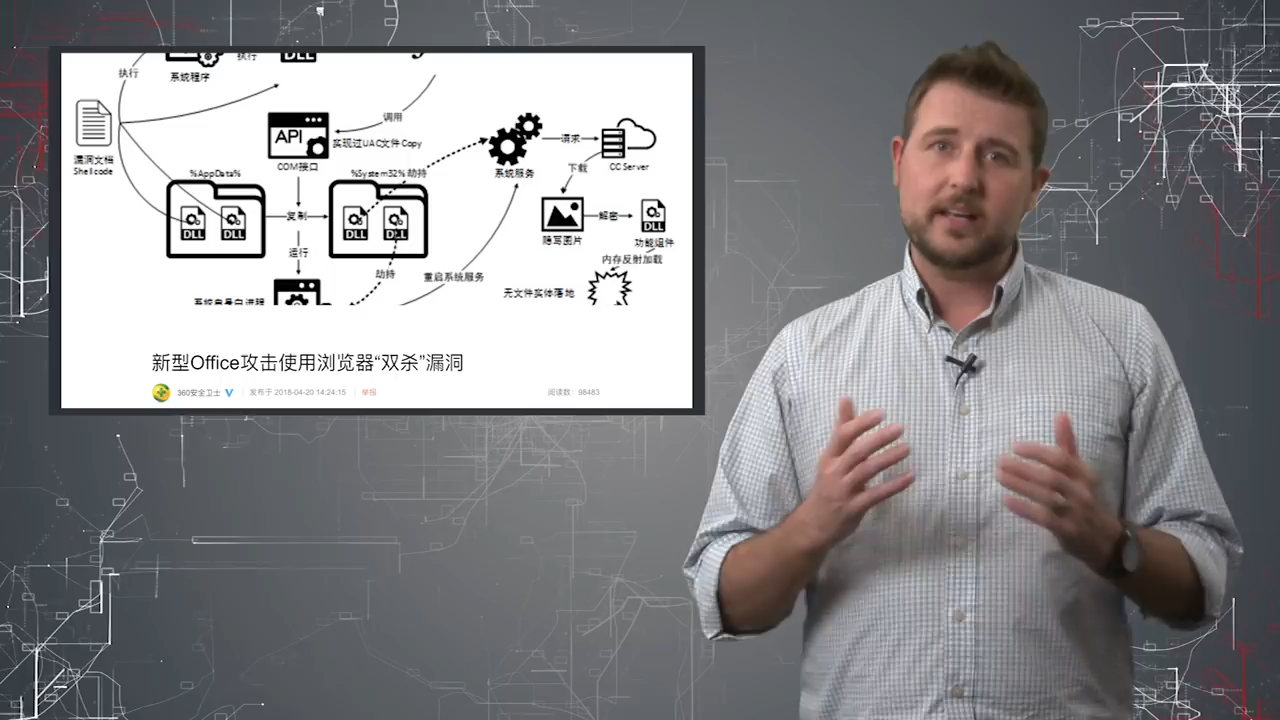 执行
系统程序
执行
DLL
漏洞文档
Shellcode
API
COM接口
调用
实现过UAC文件Copy
%AppData%
%System32%
劫持
DLL
DLL
复制
DLL
DLL
运行
劫持
重启系统服务
系统服务
请求
CC Server
下载
隐写图片
解密
DLL
功能组件
内存反射加载
无文件实体落地
新型Office攻击使用浏览器“双杀”漏洞
360安全卫士
发布于 2018-04-20 14:24:15
举报
阅读数：98483